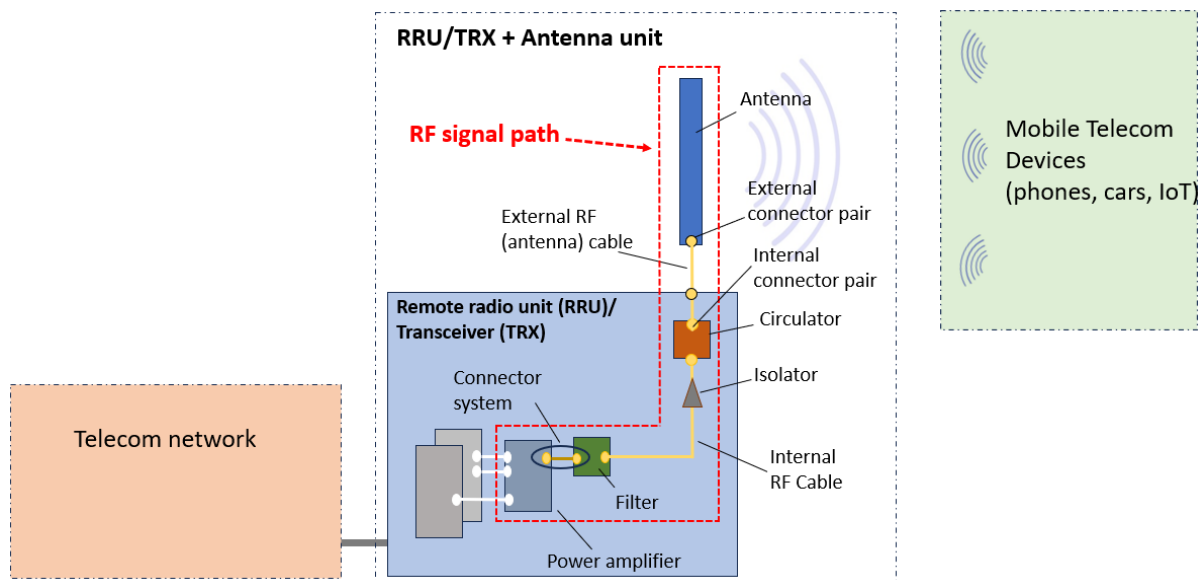 RRU/TRX + Antenna unit
Antenna
RF signal path
Mobile Telecom
Devices
(phones, cars, IoT)
External
connector pair
External RF
(antenna) cable
Internal
connector pair
Remote radio unit (RRU)/
Transceiver (TRX)
Circulator
Connector
system
Isolator
Telecom network
Internal
RF Cable
Filter
Power amplifier